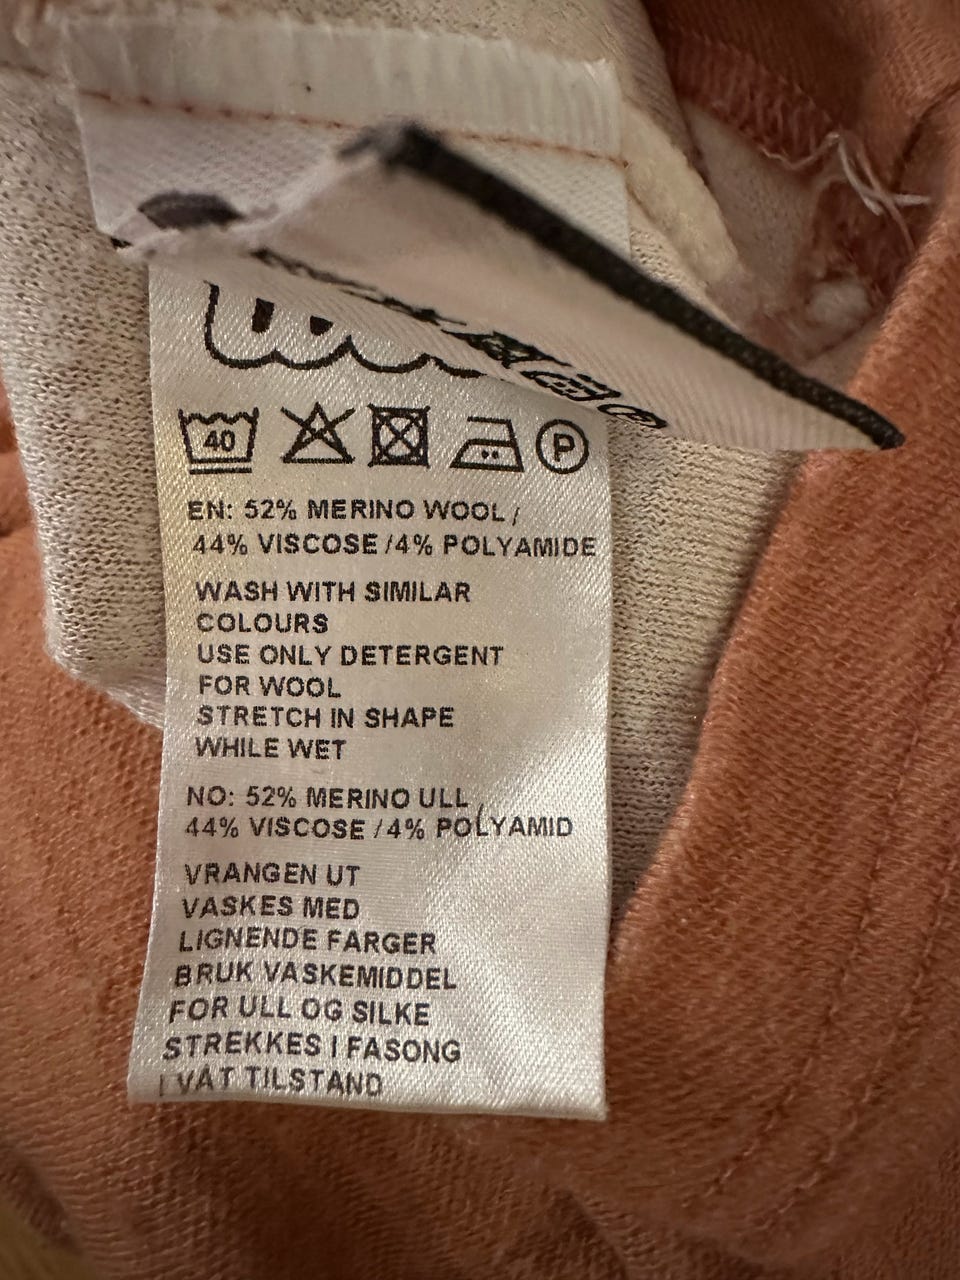 40
P
EN: 52% MERINO WOOL /
44% VISCOSE /4% POLYAMIDE
WASH WITH SIMILAR
COLOURS
USE ONLY DETERGENT
FOR WOOL
STRETCH IN SHAPE
WHILE WET
NO: 52% MERINO ULL /
44% VISCOSE /4% POLYAMID
VRANGEN UT
VASKES MED
LIGNENDE FARGER
BRUK VASKEMIDDEL
FOR ULL OG SILKE
STREKKES I FASONG
I VAT TILSTAND